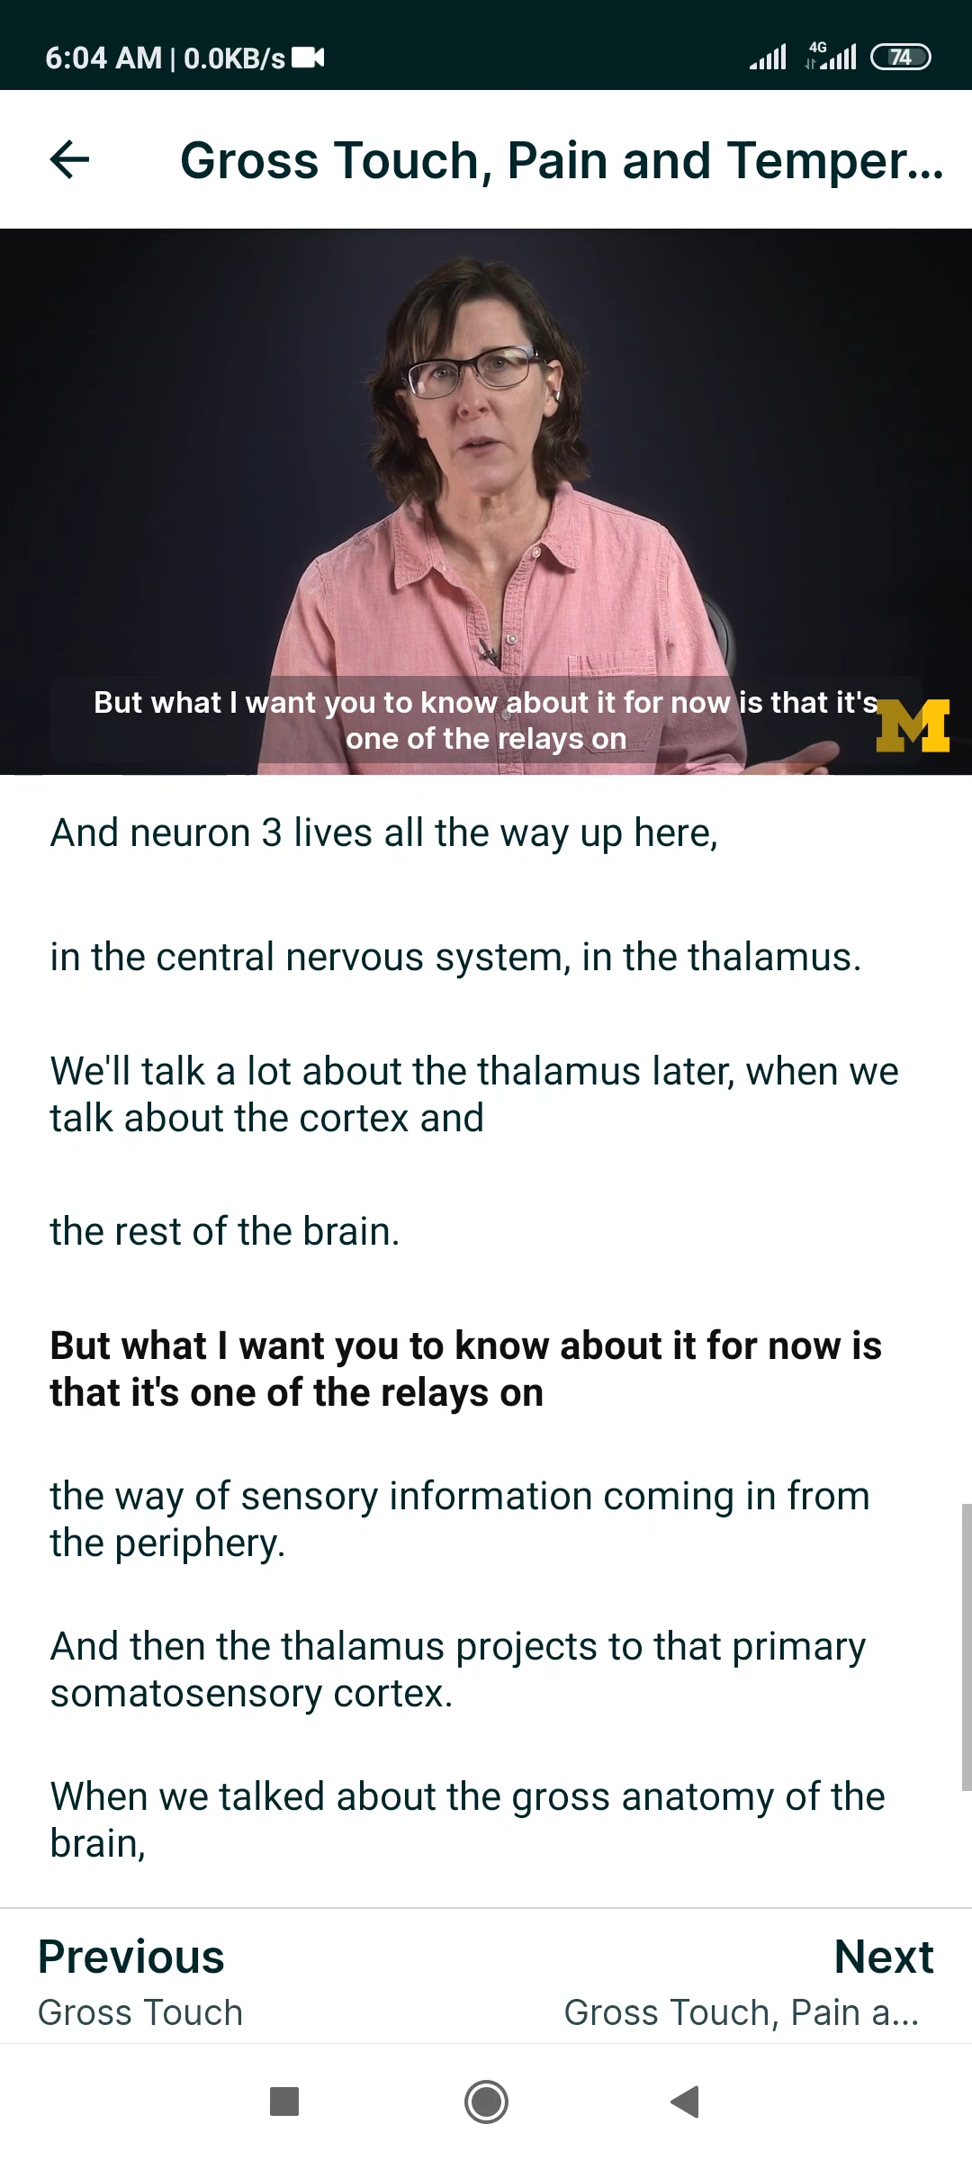 6:04 AM | 0.0KB/s
4G
74
Gross Touch, Pain and Temper...
But what I want you to know about it for now is that it's
one of the relays on
M
And neuron 3 lives all the way up here,
in the central nervous system, in the thalamus.
We'll talk a lot about the thalamus later, when we
talk about the cortex and
the rest of the brain.
But what I want you to know about it for now is
that it's one of the relays on
the way of sensory information coming in from
the periphery.
And then the thalamus projects to that primary
somatosensory cortex.
When we talked about the gross anatomy of the
brain,
Previous
Next
Gross Touch
Gross Touch, Pain a...